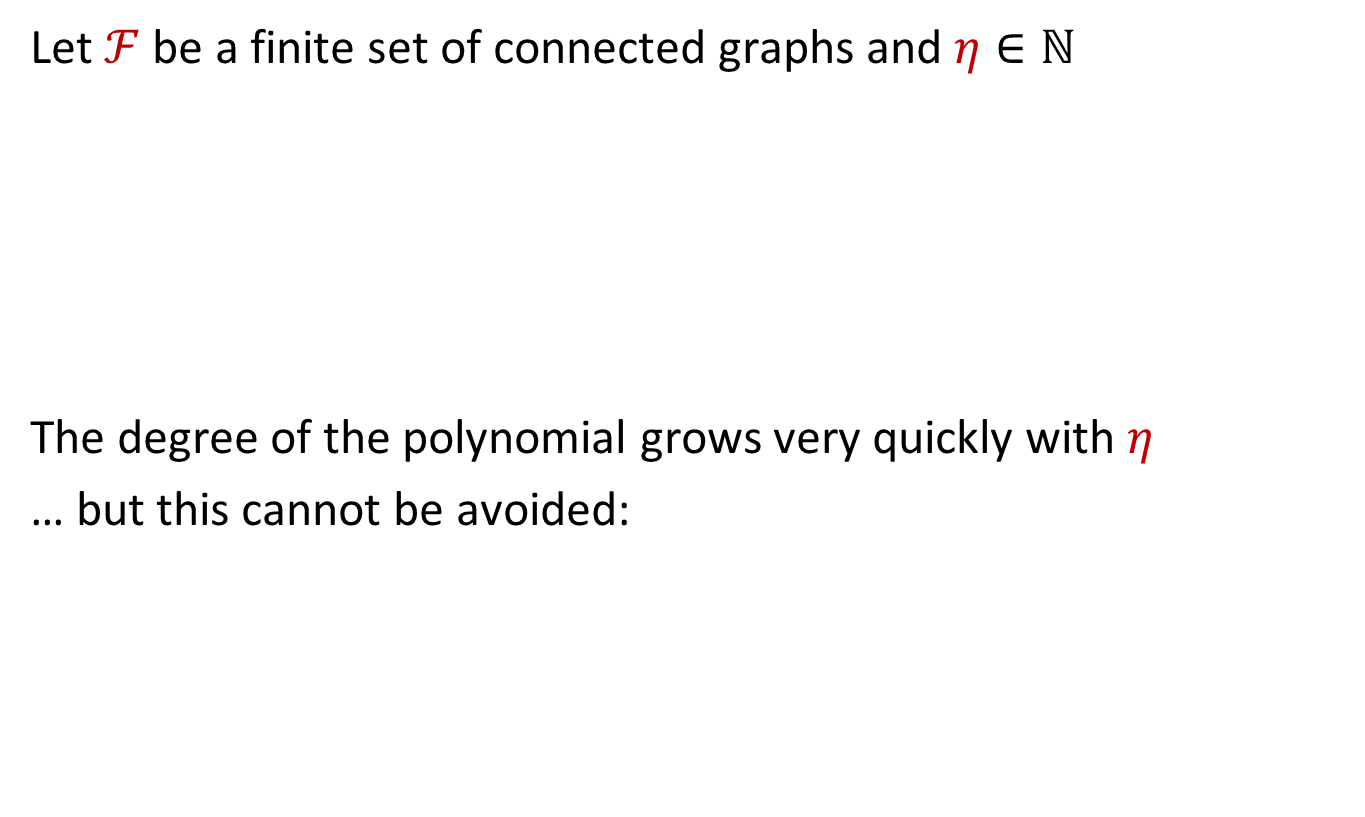 Let ℱ be a finite set of connected graphs and η ∈ ℕ
The degree of the polynomial grows very quickly with η
... but this cannot be avoided: